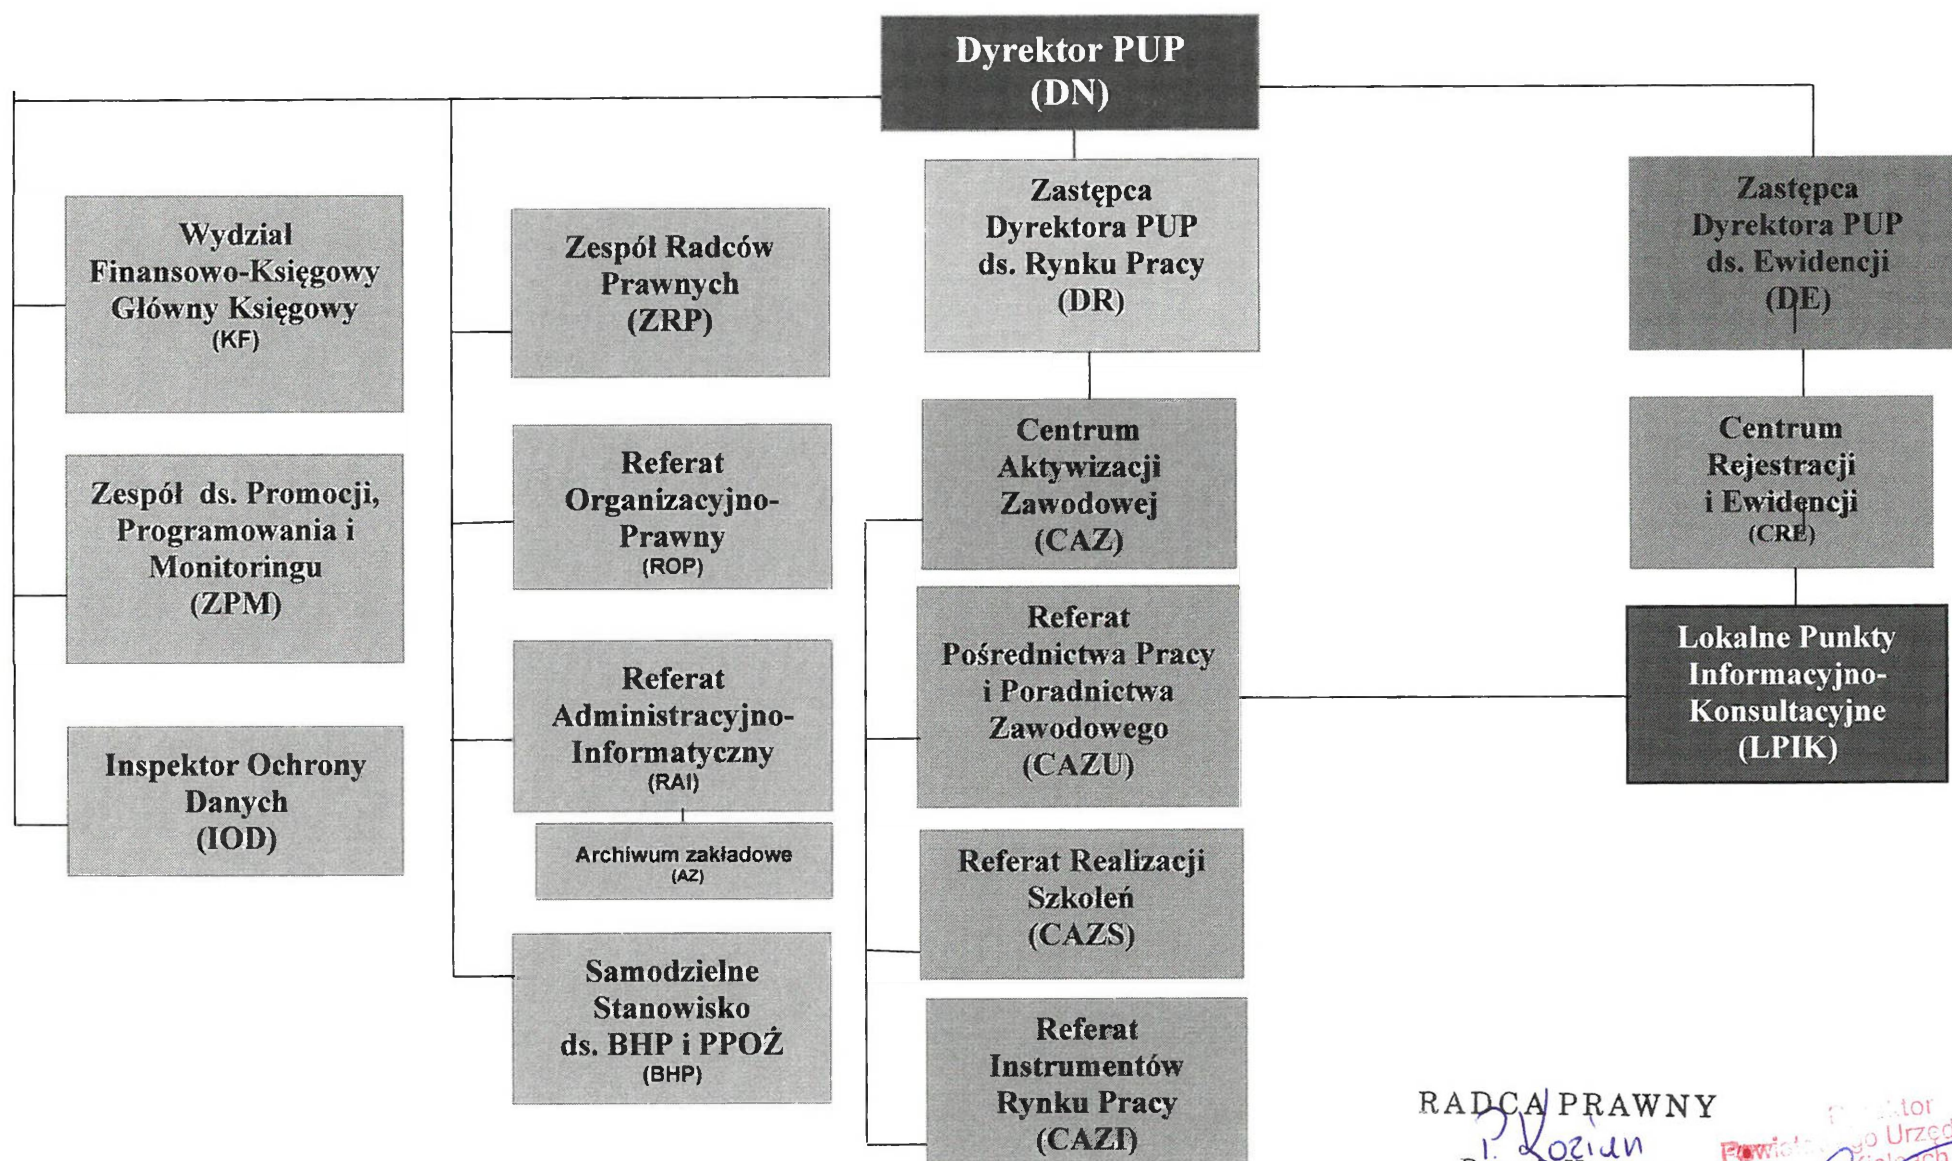 Dyrektor PUP
(DN)
Wydział
Finansowo-Księgowy
Główny Księgowy
(KF)
Zespół ds. Promocji,
Programowania i
Monitoringu
(ZPM)
Inspektor Ochrony
Danych
(IOD)
Zespół Radców
Prawnych
(ZRP)
Referat
Organizacyjno-
Prawny
(ROP)
Referat
Administracyjno-
Informatyczny
(RAI)
Archiwum zakładowe
(AZ)
Samodzielne
Stanowisko
ds. BHP i PPOŻ
(BHP)
Zastępca
Dyrektora PUP
ds. Rynku Pracy
(DR)
Centrum
Aktywizacji
Zawodowej
(CAZ)
Referat
Pośrednictwa Pracy
i Poradnictwa
Zawodowego
(CAZU)
Referat Realizacji
Szkoleń
(CAZS)
Referat
Instrumentów
Rynku Pracy
(CAZI)
Zastępca
Dyrektora PUP
ds. Ewidencji
(DE)
Centrum
Rejestracji
i Ewidencji
(CRE)
Lokalne Punkty
Informacyjno-
Konsultacyjne
(LPIK)
RADCA PRAWNY